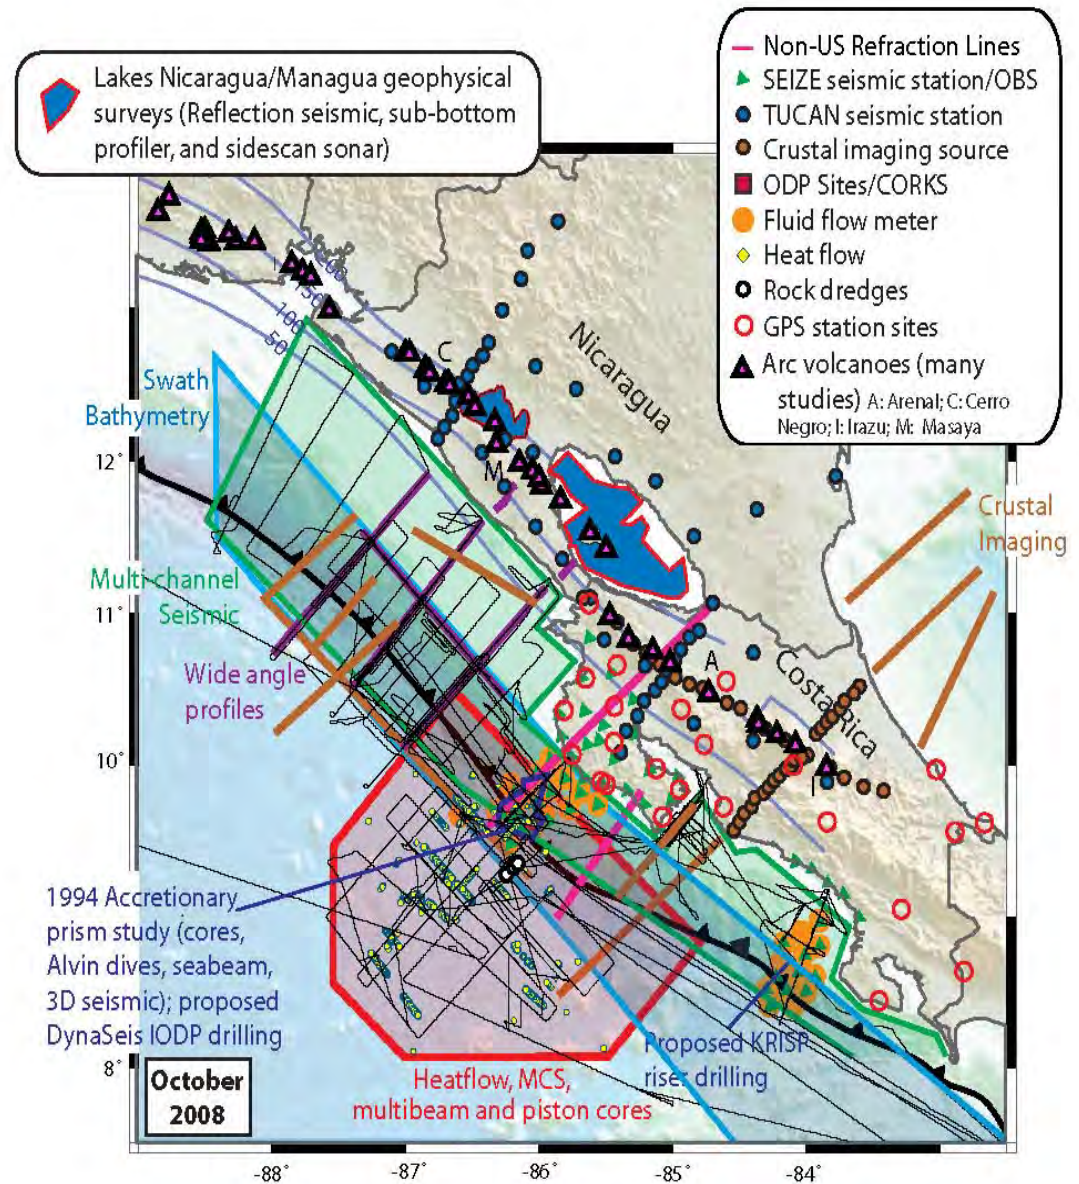 Lakes Nicaragua/Managua geophysical
surveys (Reflection seismic, sub-bottom
profiler, and sidescan sonar)
Non-US Refraction Lines
SEIZE seismic station/OBS
TUCAN seismic station
Crustal imaging source
ODP Sites/CORKS
Fluid flow meter
Heat flow
Rock dredges
GPS station sites
Arc volcanoes (many
studies) A: Arenal; C: Cerro
Negro; I: Irazu; M: Masaya
200
150
100
50
C
Nicaragua
Swath
Bathymetry
12°
M
Crustal
Imaging
Multi-channel
Seismic
11°
Wide angle
profiles
A
Costa Rica
10°
I
1994 Accretionary
prism study (cores,
Alvin dives, seabeam,
3D seismic); proposed
DynaSeis IODP drilling
Proposed KRISP
riser drilling
8°
October
2008
Heatflow, MCS,
multibeam and piston cores
-88°
-87°
-86°
-85°
-84°